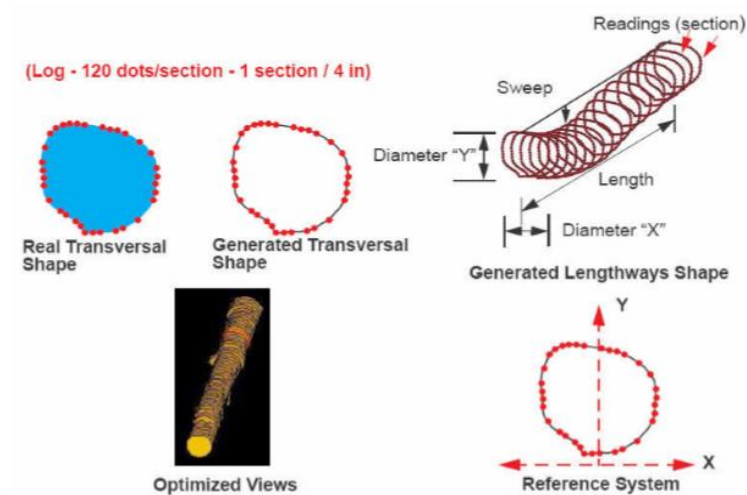 (Log - 120 dots/section - 1 section / 4 in)
Real Transversal
Shape
Generated Transversal
Shape
Readings (section)
Sweep
Diameter "Y"
Length
Diameter "X"
Generated Lengthways Shape
Optimized Views
Y
X
Reference System